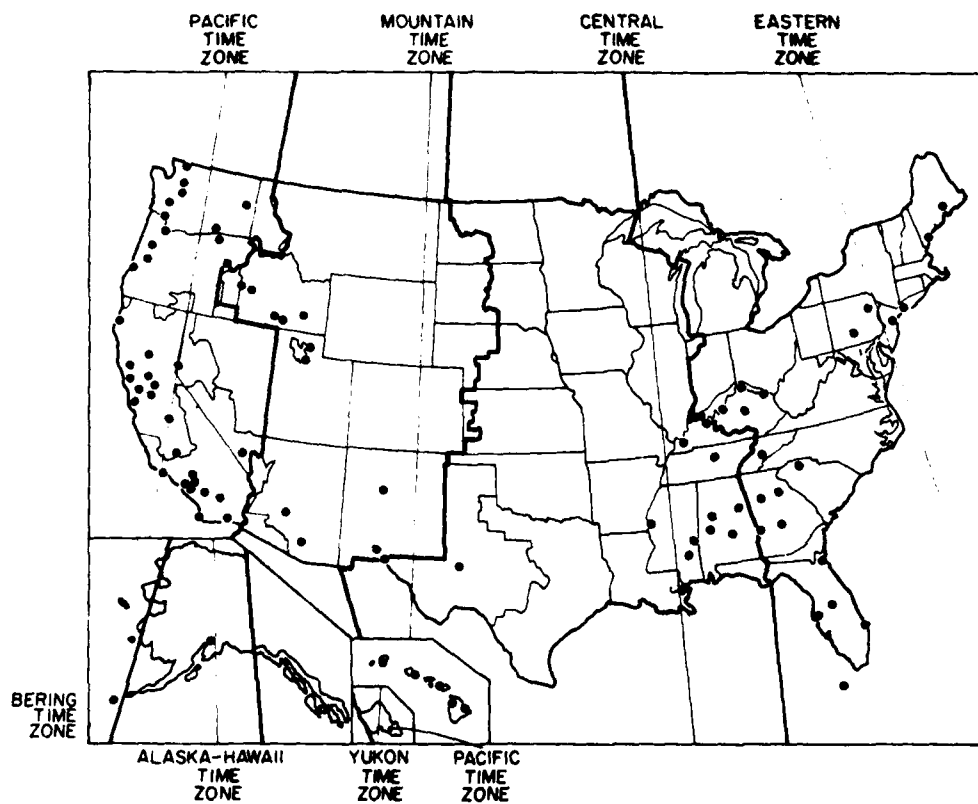 PACIFIC
TIME
ZONE
MOUNTAIN
TIME
ZONE
CENTRAL
TIME
ZONE
EASTERN
TIME
ZONE
BERING
TIME
ZONE
ALASKA-HAWAII
TIME
ZONE
YUKON
TIME
ZONE
PACIFIC
TIME
ZONE